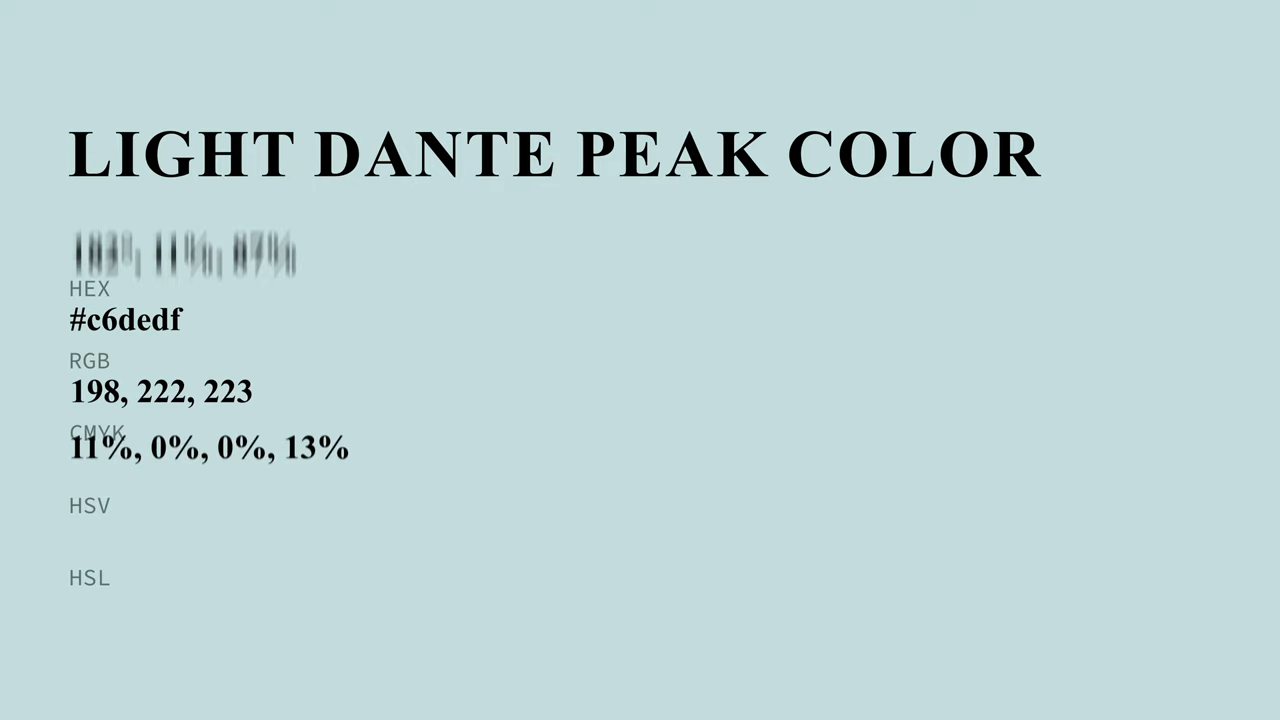 LIGHT DANTE PEAK COLOR
HEX
#c6dedf
RGB
198, 222, 223
CMYK
11%, 0%, 0%, 13%
HSV
HSL